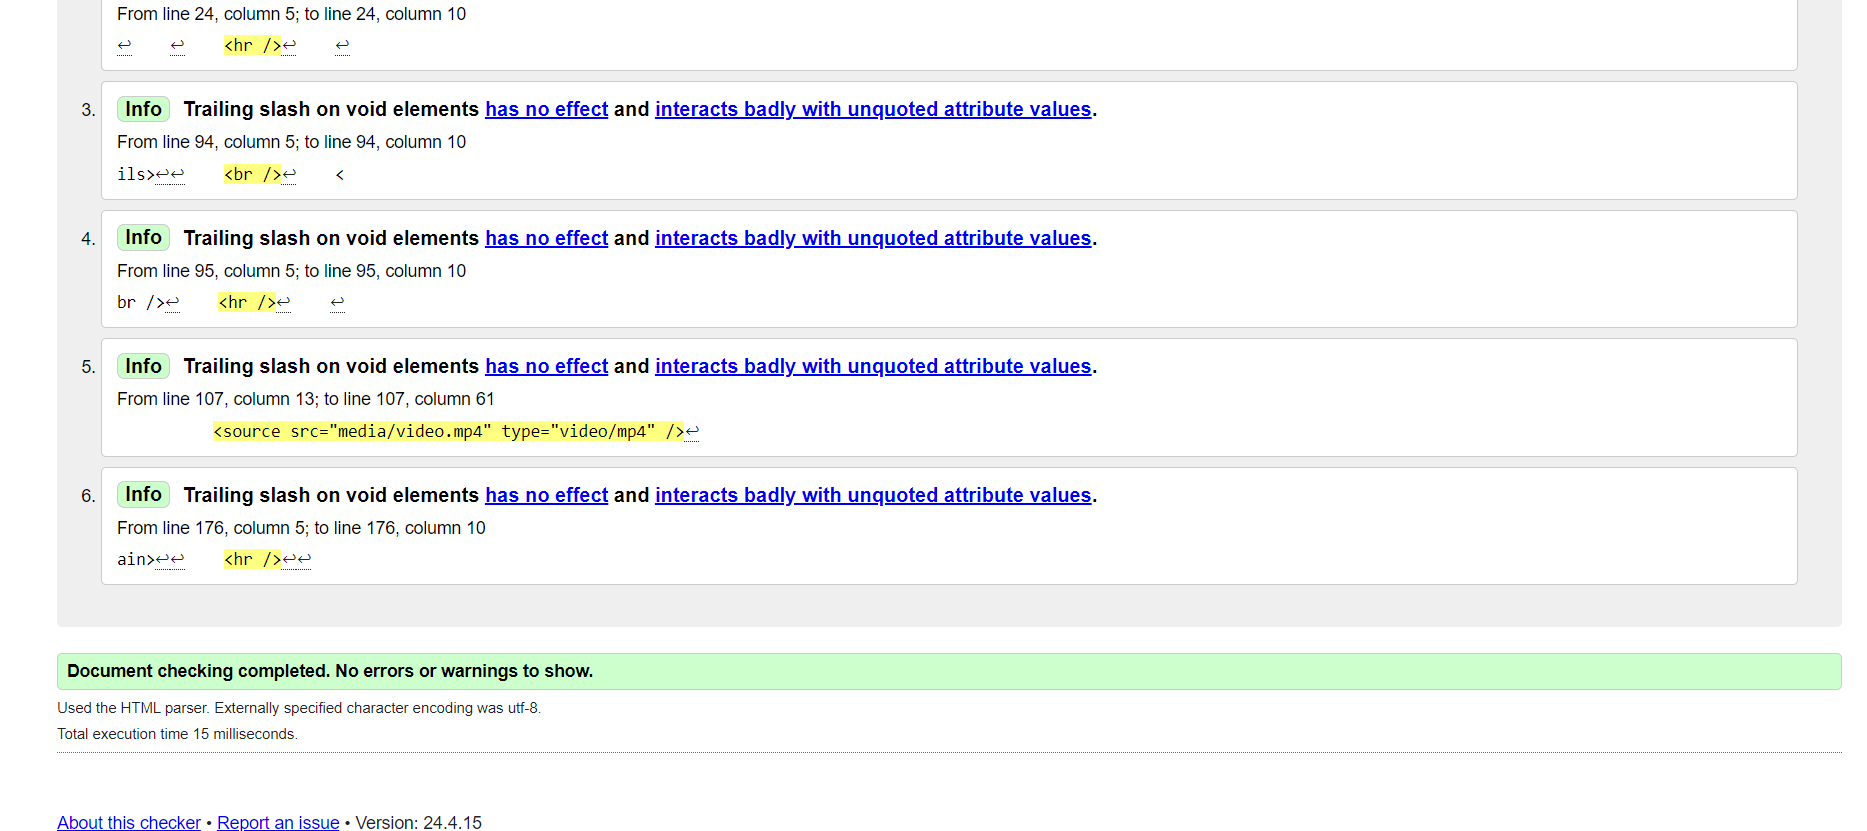 From line 24, column 5; to line 24, column 10
↩ ↩ <hr />↩ ↩
3. Info Trailing slash on void elements has no effect and interacts badly with unquoted attribute values.
From line 94, column 5; to line 94, column 10
ils>↩↩ <br />↩ <
4. Info Trailing slash on void elements has no effect and interacts badly with unquoted attribute values.
From line 95, column 5; to line 95, column 10
br />↩ <hr />↩ ↩
5. Info Trailing slash on void elements has no effect and interacts badly with unquoted attribute values.
From line 107, column 13; to line 107, column 61
<source src="media/video.mp4" type="video/mp4" />↩
6. Info Trailing slash on void elements has no effect and interacts badly with unquoted attribute values.
From line 176, column 5; to line 176, column 10
ain>↩↩ <hr />↩↩
Document checking completed. No errors or warnings to show.
Used the HTML parser. Externally specified character encoding was utf-8.
Total execution time 15 milliseconds.
About this checker • Report an issue • Version: 24.4.15